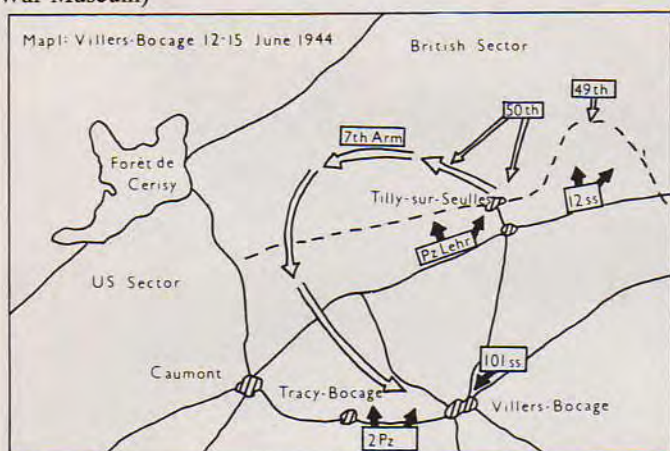 War Museum)
Map1: Villers-Bocage 12-15 June 1944
British Sector
49th
50th
7th Arm
Forêt de
Cerisy
Tilly-sur-Seulles
12 ss
Pz Lehr
US Sector
101 ss
Caumont
Tracy-Bocage
Villers-Bocage
2 Pz